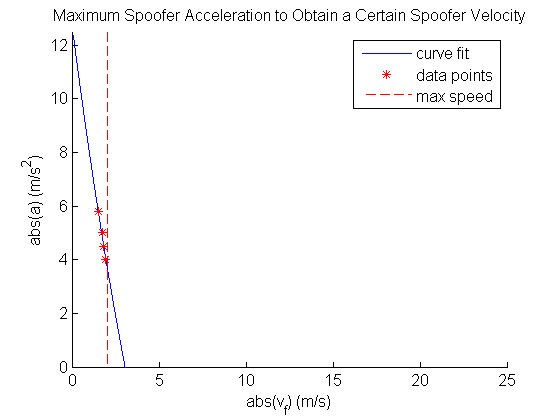 Maximum Spoofer Acceleration to Obtain a Certain Spoofer Velocity
curve fit
data points
max speed
abs(a) (m/s²)
12
10
8
6
4
2
0
0 5 10 15 20 25
abs(v_f) (m/s)